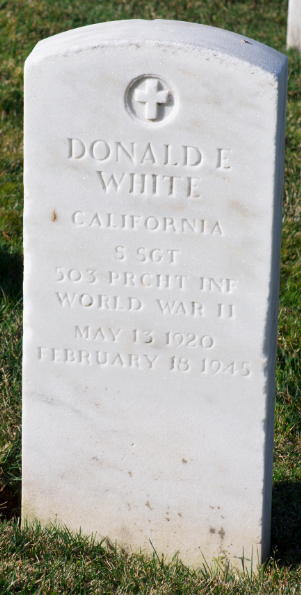 DONALD E
WHITE
CALIFORNIA
S SGT
503 PRCHT INF
WORLD WAR II
MAY 13 1920
FEBRUARY 18 1945